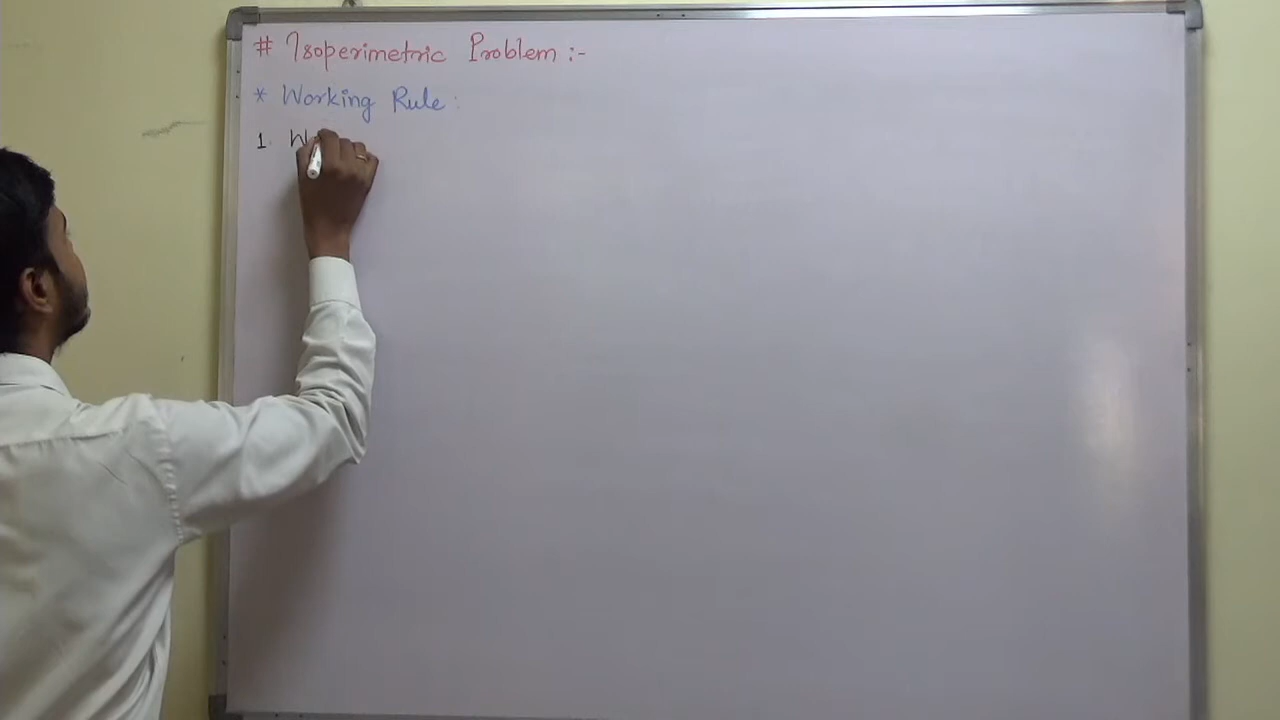 # Isoperimetric Problem :-
* Working Rule :
1.